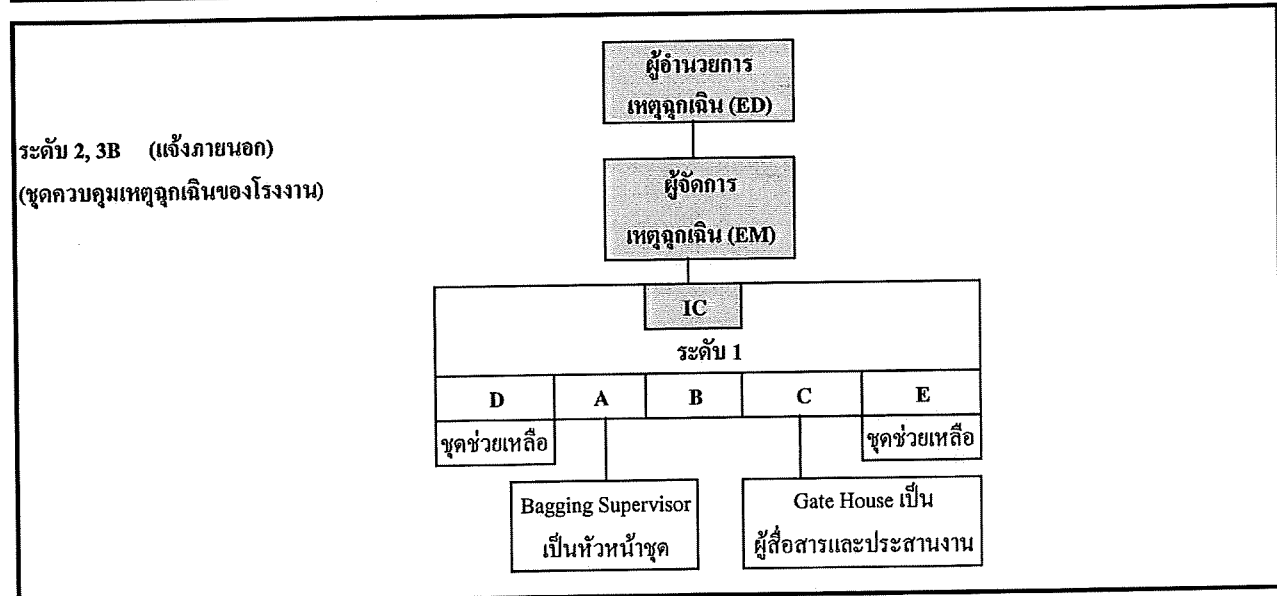 ผู้อำนวยการ
เหตุฉุกเฉิน (ED)
ระดับ 2, 3B (แจ้งภายนอก)
(ชุดควบคุมเหตุฉุกเฉินของโรงงาน)
ผู้จัดการ
เหตุฉุกเฉิน (EM)
IC
ระดับ 1
D A B C E
ชุดช่วยเหลือ ชุดช่วยเหลือ
Bagging Supervisor
เป็นหัวหน้าชุด
Gate House เป็น
ผู้สื่อสารและประสานงาน